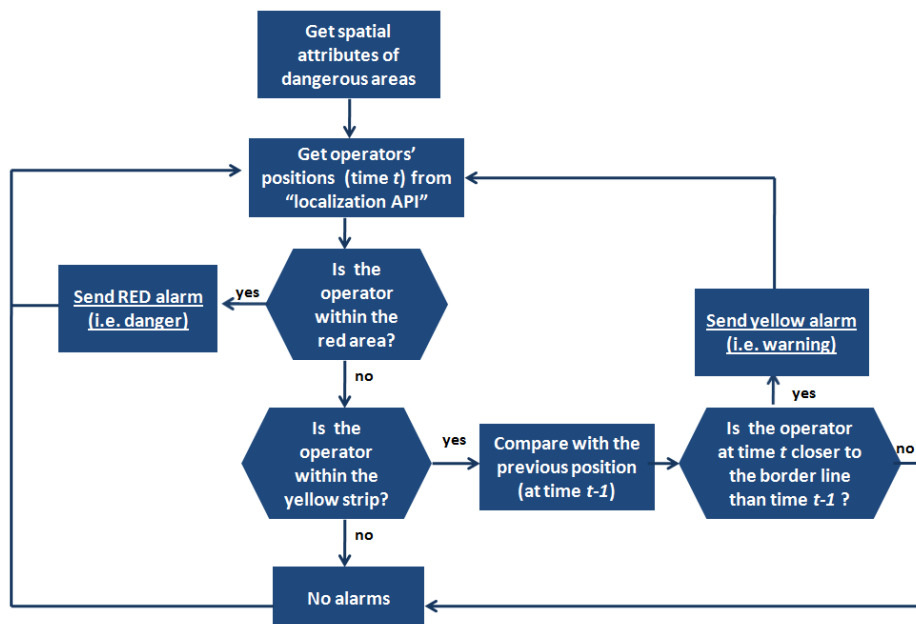 Get spatial
attributes of
dangerous areas
Get operators'
positions (time t) from
"localization API"
Is the
operator
within the
red area?
yes
Send RED alarm
(i.e. danger)
no
Is the
operator
within the
yellow strip?
yes
Compare with the
previous position
(at time t-1)
Is the operator
at time t closer to
the border line
than time t-1 ?
yes
Send yellow alarm
(i.e. warning)
no
no
No alarms